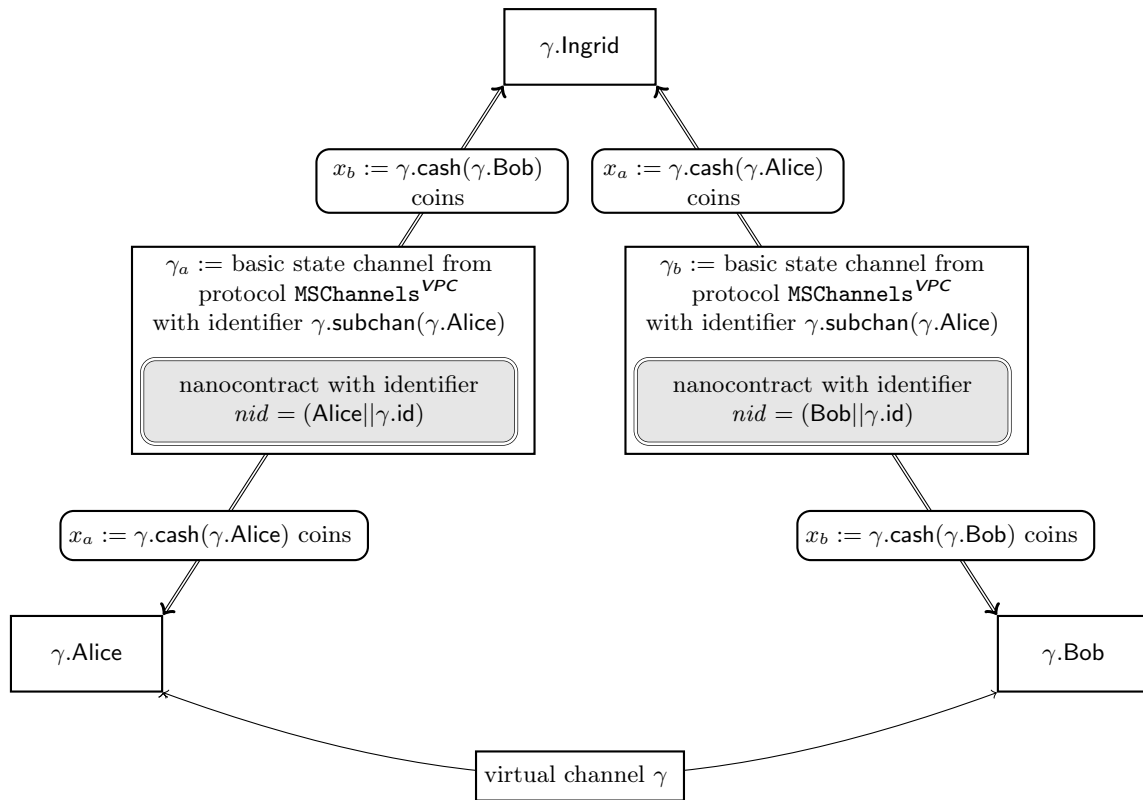 γ.Ingrid
x_b := γ.cash(γ.Bob)
coins
x_a := γ.cash(γ.Alice)
coins
γ_a := basic state channel from
protocol MSChannels^VPC
with identifier γ.subchan(γ.Alice)
nanocontract with identifier
nid = (Alice||γ.id)
γ_b := basic state channel from
protocol MSChannels^VPC
with identifier γ.subchan(γ.Alice)
nanocontract with identifier
nid = (Bob||γ.id)
x_a := γ.cash(γ.Alice) coins
x_b := γ.cash(γ.Bob) coins
γ.Alice
γ.Bob
virtual channel γ